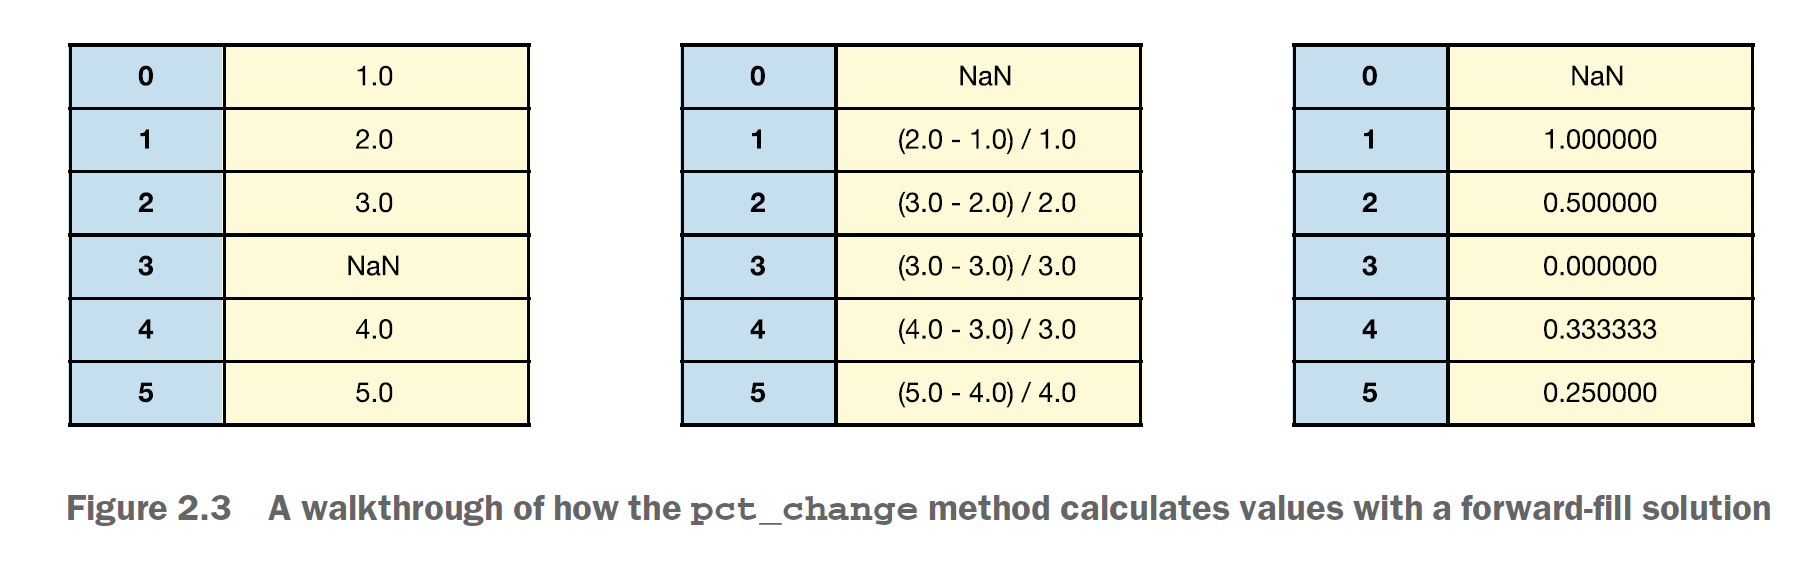 0 1.0
1 2.0
2 3.0
3 NaN
4 4.0
5 5.0
0 NaN
1 (2.0 - 1.0) / 1.0
2 (3.0 - 2.0) / 2.0
3 (3.0 - 3.0) / 3.0
4 (4.0 - 3.0) / 3.0
5 (5.0 - 4.0) / 4.0
0 NaN
1 1.000000
2 0.500000
3 0.000000
4 0.333333
5 0.250000
Figure 2.3 A walkthrough of how the pct_change method calculates values with a forward-fill solution